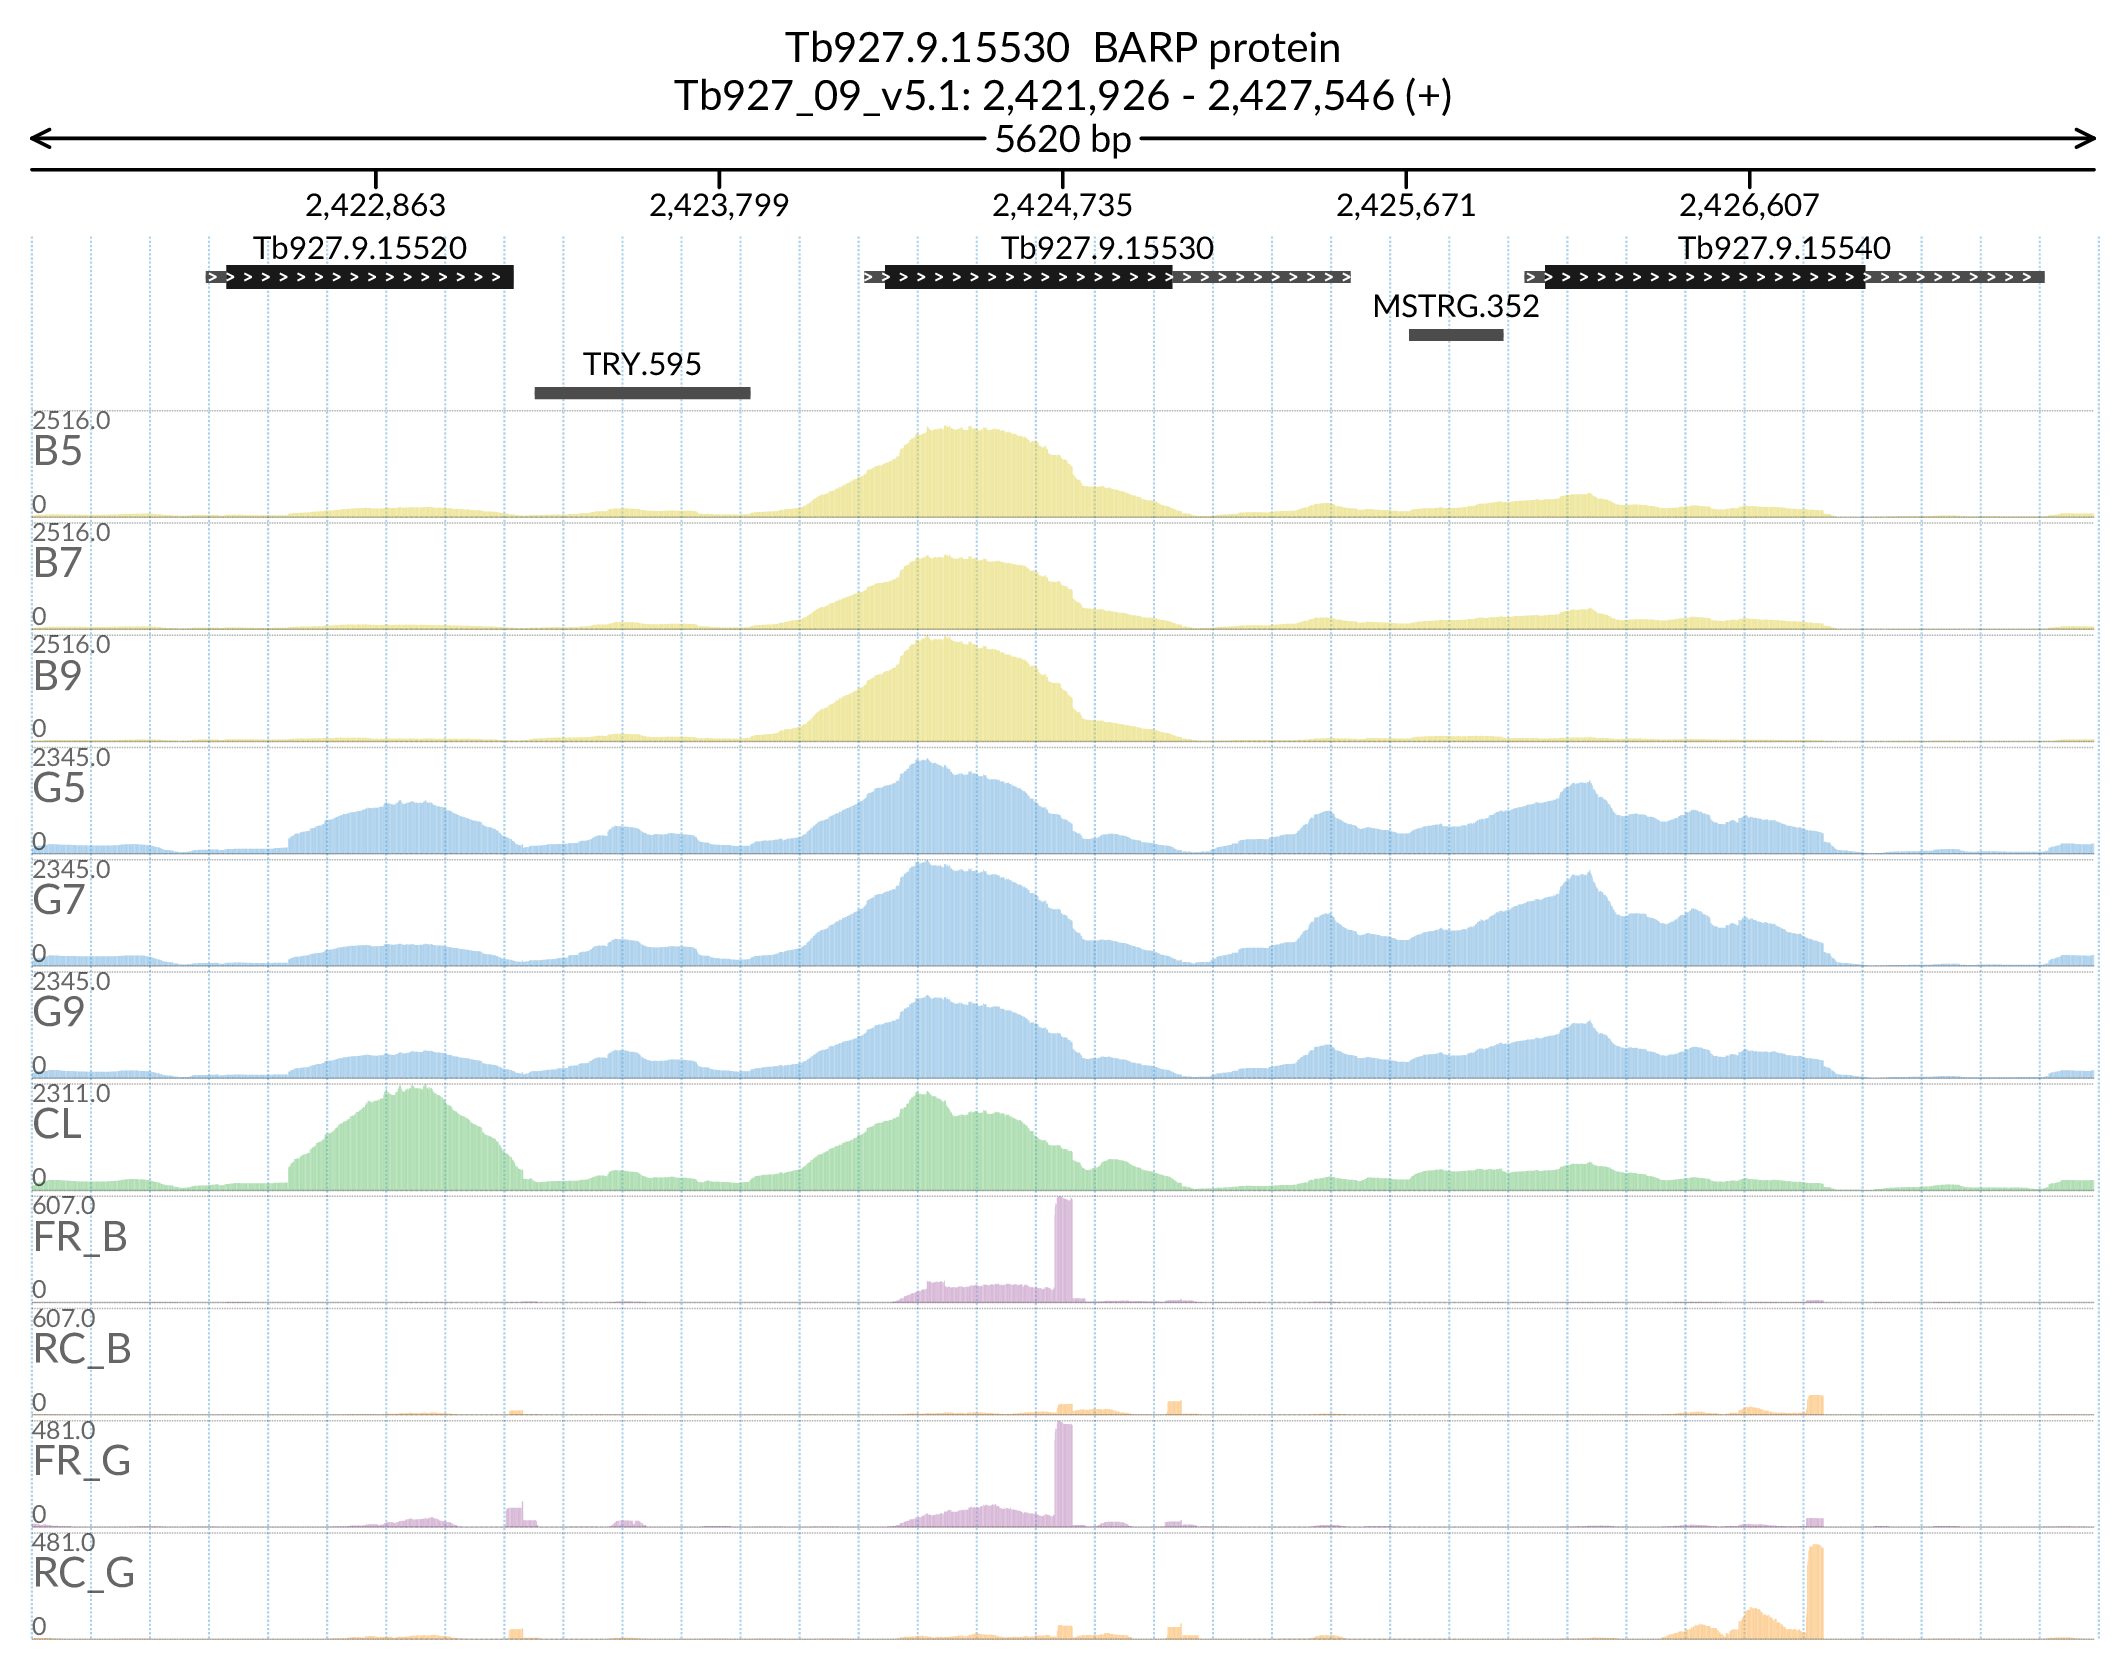 Tb927.9.15530 BARP protein
Tb927_09_v5.1: 2,421,926 - 2,427,546 (+)
5620 bp
2,422,863 2,423,799 2,424,735 2,425,671 2,426,607
Tb927.9.15520 Tb927.9.15530 Tb927.9.15540
MSTRG.352
TRY.595
2516.0
B5
0
2516.0
B7
0
2516.0
B9
0
2345.0
G5
0
2345.0
G7
0
2345.0
G9
0
2311.0
CL
0
607.0
FR_B
0
607.0
RC_B
0
481.0
FR_G
0
481.0
RC_G
0